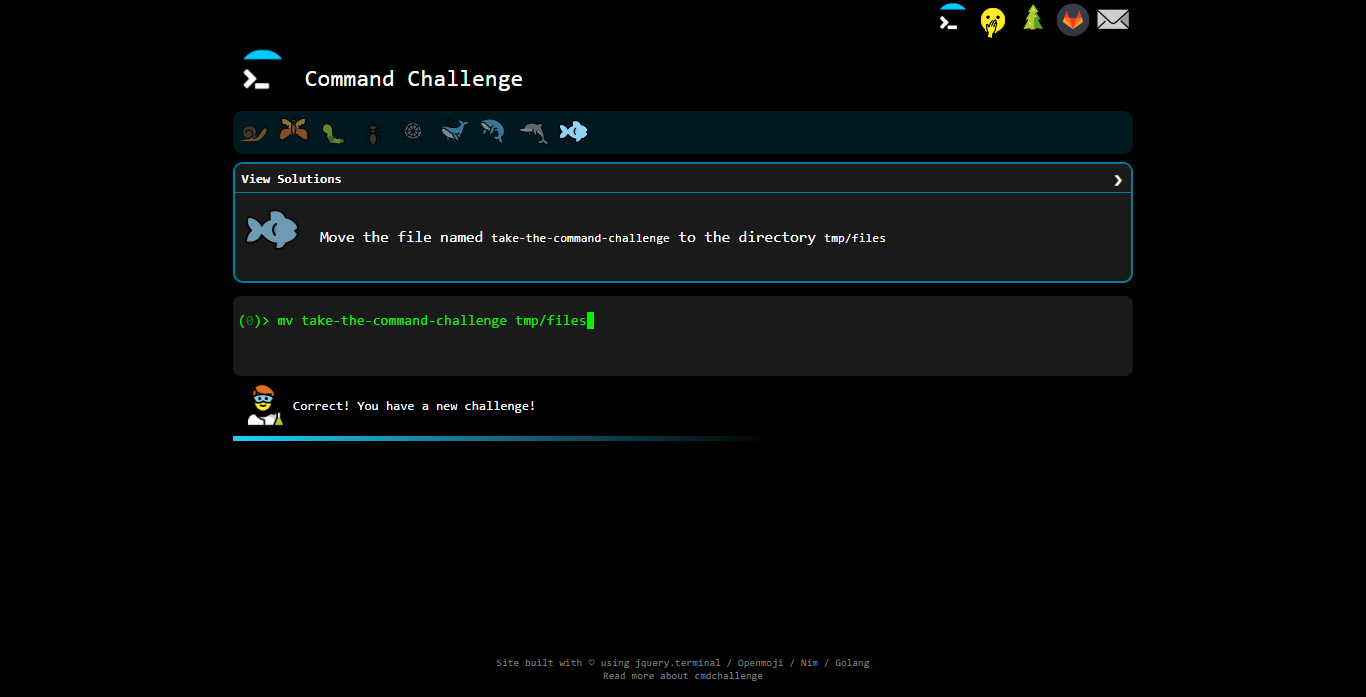 Command Challenge
View Solutions
Move the file named take-the-command-challenge to the directory tmp/files
(0)> mv take-the-command-challenge tmp/files
Correct! You have a new challenge!
Site built with ♡ using jquery.terminal / Openmoji / Nim / Golang
Read more about cmdchallenge